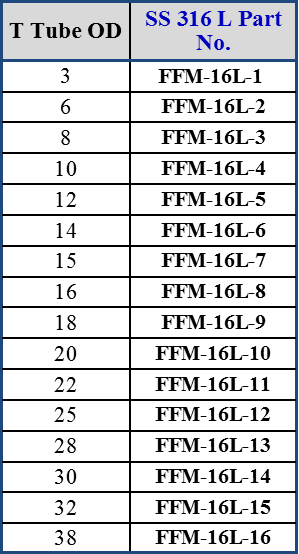 T Tube OD SS 316 L Part No.
3 FFM-16L-1
6 FFM-16L-2
8 FFM-16L-3
10 FFM-16L-4
12 FFM-16L-5
14 FFM-16L-6
15 FFM-16L-7
16 FFM-16L-8
18 FFM-16L-9
20 FFM-16L-10
22 FFM-16L-11
25 FFM-16L-12
28 FFM-16L-13
30 FFM-16L-14
32 FFM-16L-15
38 FFM-16L-16